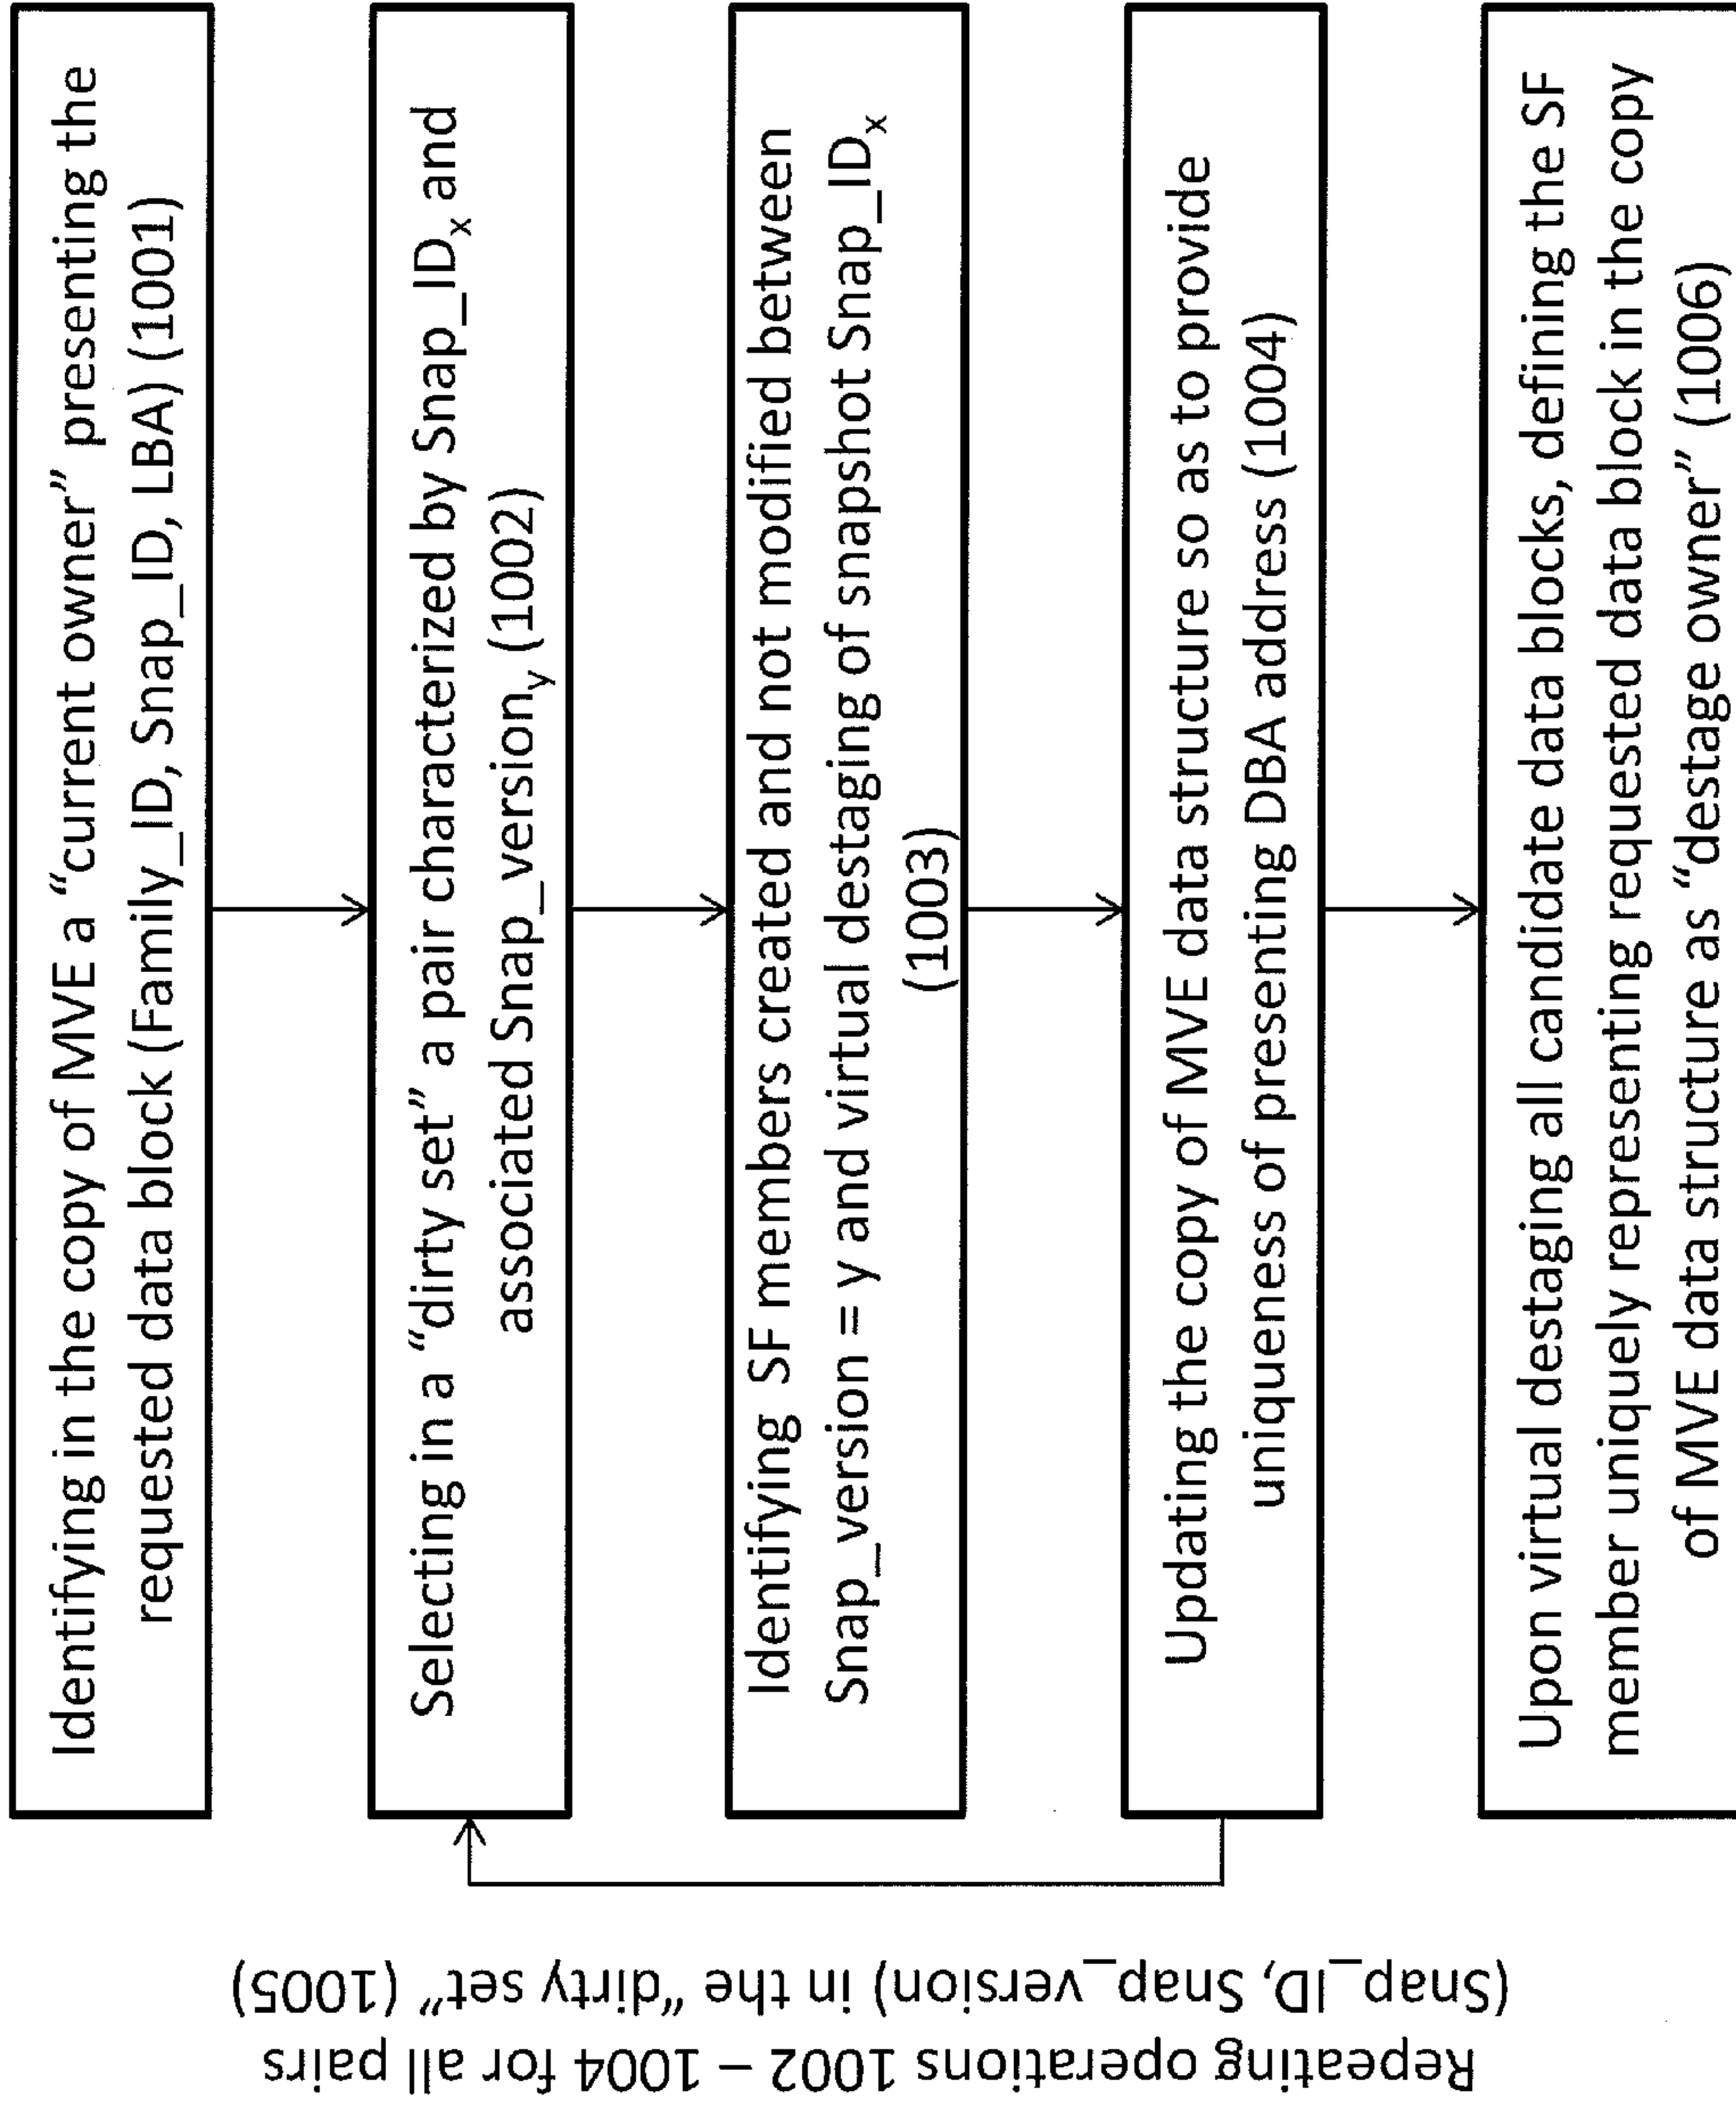 Identifying in the copy of MVE a “current owner” presenting the
requested data block (Family_ID, Snap_ID, LBA) (1001)
Selecting in a “dirty set” a pair characterized by Snap_IDx and
associated Snap_version,y (1002)
Identifying SF members created and not modified between
Snap_version = y and virtual destaging of snapshot Snap_IDx
(1003)
Updating the copy of MVE data structure so as to provide
uniqueness of presenting DBA address (1004)
Repeating operations 1002 – 1004 for all pairs
(Snap_ID, Snap_version) in the “dirty set” (1005)
Upon virtual destaging all candidate data blocks, defining the SF
member uniquely representing requested data block in the copy
of MVE data structure as “destage owner” (1006)